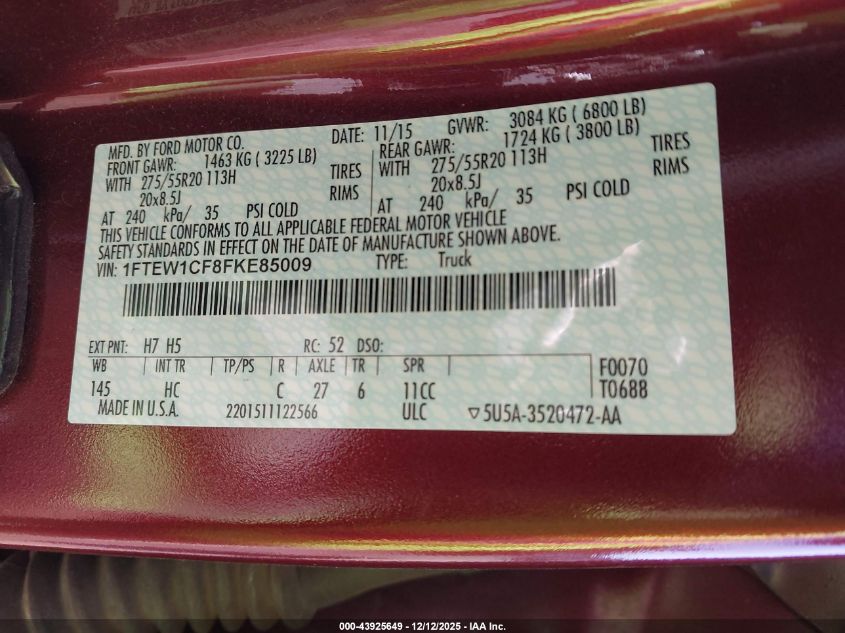 MFD. BY FORD MOTOR CO. DATE: 11/15 GVWR: 3084 KG ( 6800 LB)
FRONT GAWR: 1463 KG ( 3225 LB) REAR GAWR: 1724 KG ( 3800 LB)
WITH 275/55R20 113H TIRES WITH 275/55R20 113H TIRES
20x8.5J RIMS 20x8.5J RIMS
AT 240 kPa/ 35 PSI COLD AT 240 kPa/ 35 PSI COLD
THIS VEHICLE CONFORMS TO ALL APPLICABLE FEDERAL MOTOR VEHICLE
SAFETY STANDARDS IN EFFECT ON THE DATE OF MANUFACTURE SHOWN ABOVE.
VIN: 1FTEW1CF8FKE85009 TYPE: Truck
EXT PNT: H7 H5 RC: 52 DSO:
WB INT TR TP/PS R AXLE TR SPR F0070
145 HC C 27 6 11CC T0688
MADE IN U.S.A. 2201511122566 ULC ▽5U5A-3520472-AA
000-43925649 - 12/12/2025 - IAA Inc.